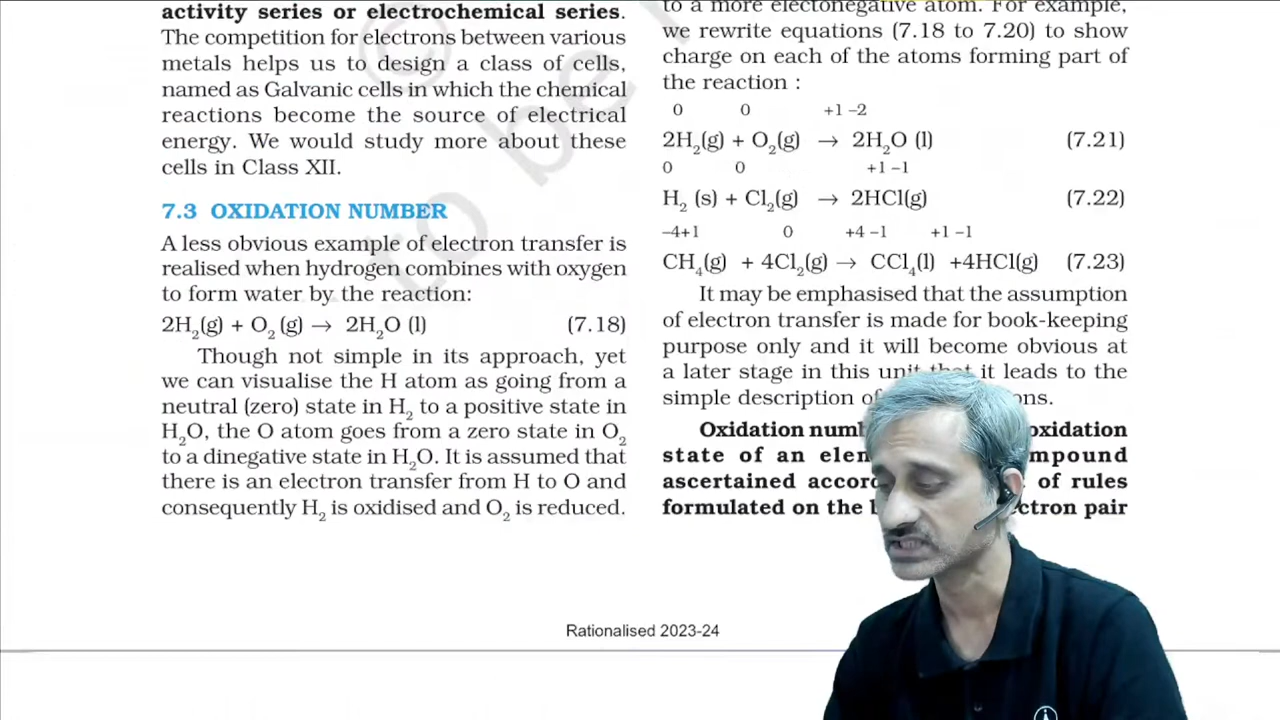 activity series or electrochemical series.
The competition for electrons between various
metals helps us to design a class of cells,
named as Galvanic cells in which the chemical
reactions become the source of electrical
energy. We would study more about these
cells in Class XII.
7.3 OXIDATION NUMBER
A less obvious example of electron transfer is
realised when hydrogen combines with oxygen
to form water by the reaction:
2H₂(g) + O₂ (g) → 2H₂O (l) (7.18)
Though not simple in its approach, yet
we can visualise the H atom as going from a
neutral (zero) state in H₂ to a positive state in
H₂O, the O atom goes from a zero state in O₂
to a dinegative state in H₂O. It is assumed that
there is an electron transfer from H to O and
consequently H₂ is oxidised and O₂ is reduced.
to a more electonegative atom. For example,
we rewrite equations (7.18 to 7.20) to show
charge on each of the atoms forming part of
the reaction :
0 0 +1 –2
2H₂(g) + O₂(g) → 2H₂O (l) (7.21)
0 0 +1 –1
H₂ (s) + Cl₂(g) → 2HCl(g) (7.22)
–4+1 0 +4 –1 +1 –1
CH₄(g) + 4Cl₂(g) → CCl₄(l) +4HCl(g) (7.23)
It may be emphasised that the assumption
of electron transfer is made for book-keeping
purpose only and it will become obvious at
a later stage in this unit that it leads to the
simple description of
Oxidation oxidation
state of an
ascertained of rules
formulated on the pair
Rationalised 2023-24
© to be